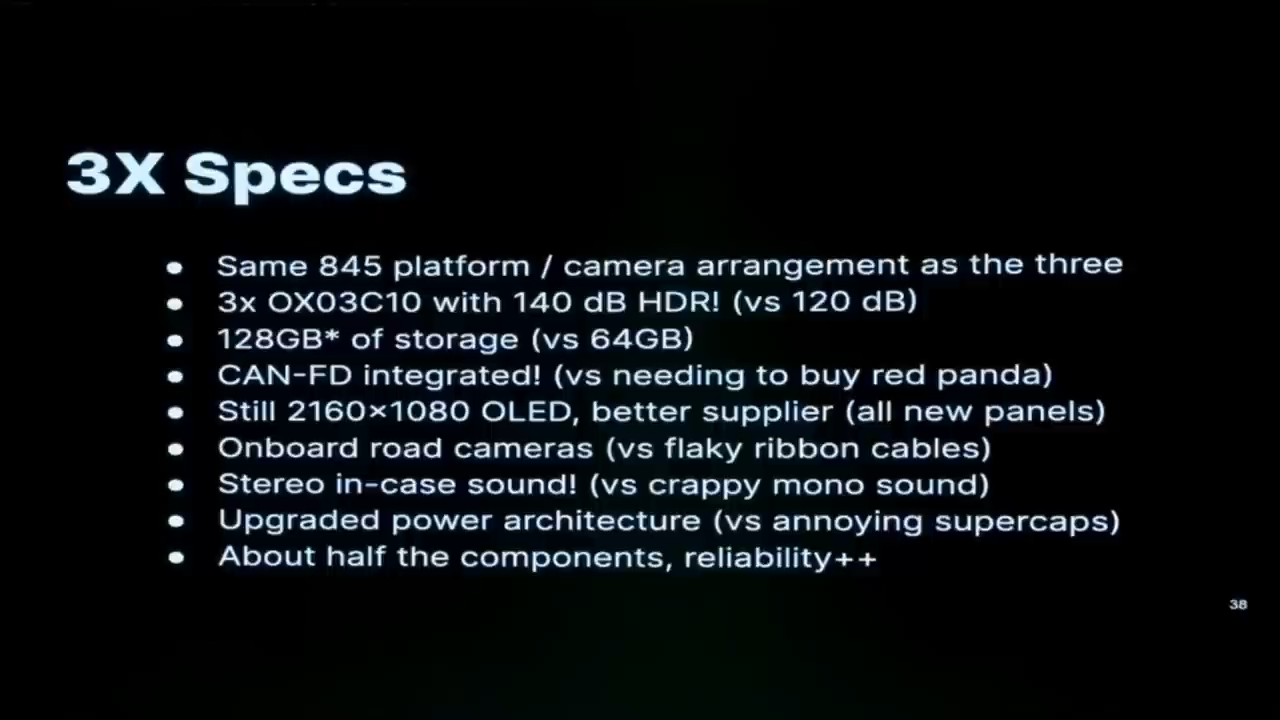 3X Specs
● Same 845 platform / camera arrangement as the three
● 3x OX03C10 with 140 dB HDR! (vs 120 dB)
● 128GB* of storage (vs 64GB)
● CAN-FD integrated! (vs needing to buy red panda)
● Still 2160×1080 OLED, better supplier (all new panels)
● Onboard road cameras (vs flaky ribbon cables)
● Stereo in-case sound! (vs crappy mono sound)
● Upgraded power architecture (vs annoying supercaps)
● About half the components, reliability++
38